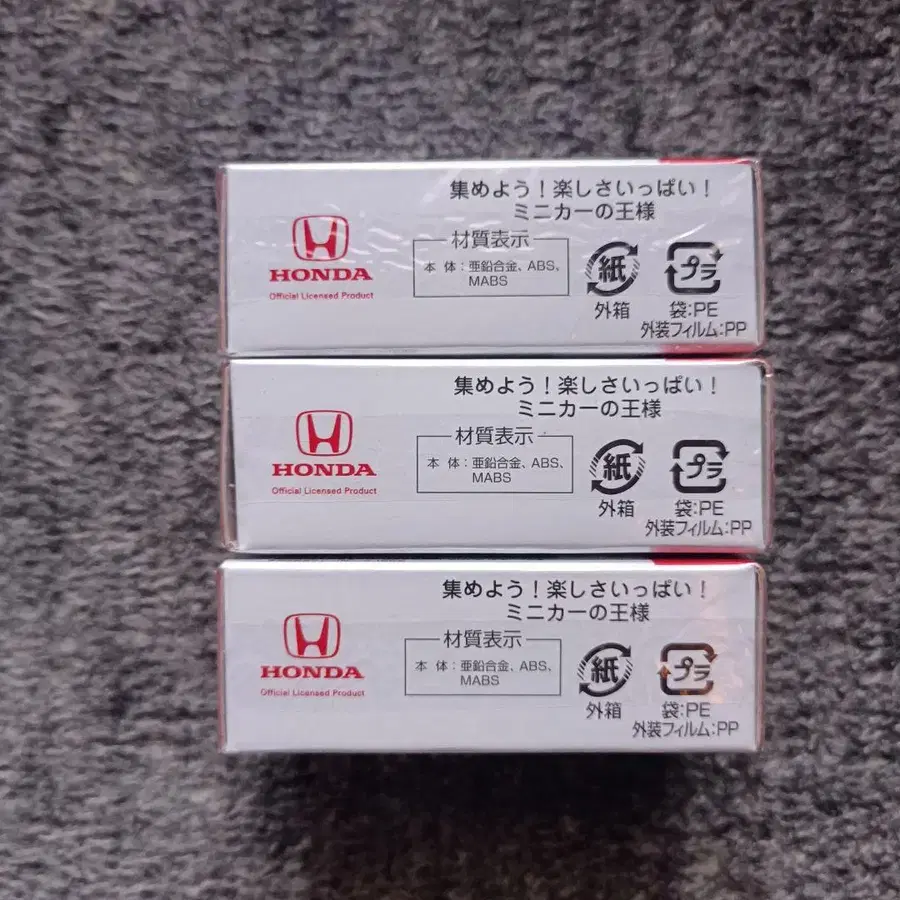 集めよう!楽しさいっぱい!
ミニカーの王様
HONDA
Official Licensed Product
材質表示
本 体:亜鉛合金、ABS、
MABS
紙
外箱
プラ
袋:PE
外装フィルム:PP
集めよう!楽しさいっぱい!
ミニカーの王様
HONDA
Official Licensed Product
材質表示
本 体:亜鉛合金、ABS、
MABS
紙
外箱
プラ
袋:PE
外装フィルム:PP
集めよう!楽しさいっぱい!
ミニカーの王様
HONDA
Official Licensed Product
材質表示
本 体:亜鉛合金、ABS、
MABS
紙
外箱
プラ
袋:PE
外装フィルム:PP